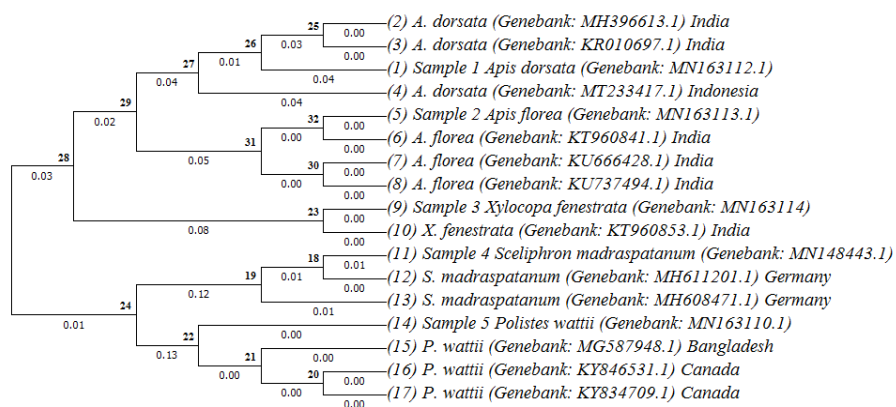 25 (2) A. dorsata (Genebank: MH396613.1) India
0.00
26 0.03 (3) A. dorsata (Genebank: KR010697.1) India
0.00
27 0.01 (1) Sample 1 Apis dorsata (Genebank: MN163112.1)
0.04 0.04
29 (4) A. dorsata (Genebank: MT233417.1) Indonesia
0.04
32 (5) Sample 2 Apis florea (Genebank: MN163113.1)
0.02 0.00
31 0.00 (6) A. florea (Genebank: KT960841.1) India
0.00
28 0.05 30 (7) A. florea (Genebank: KU666428.1) India
0.03 0.00 0.00
(8) A. florea (Genebank: KU737494.1) India
0.00
23 (9) Sample 3 Xylocopa fenestrata (Genebank: MN163114)
0.00
0.08 (10) X. fenestrata (Genebank: KT960853.1) India
0.00
18 (11) Sample 4 Sceliphron madraspatanum (Genebank: MN148443.1)
0.01
19 0.01 (12) S. madraspatanum (Genebank: MH611201.1) Germany
0.00
24 0.12 (13) S. madraspatanum (Genebank: MH608471.1) Germany
0.01 0.01
22 (14) Sample 5 Polistes wattii (Genebank: MN163110.1)
0.00
0.13 21 (15) P. wattii (Genebank: MG587948.1) Bangladesh
0.00
0.00 20 (16) P. wattii (Genebank: KY846531.1) Canada
0.00
0.00 (17) P. wattii (Genebank: KY834709.1) Canada
0.00